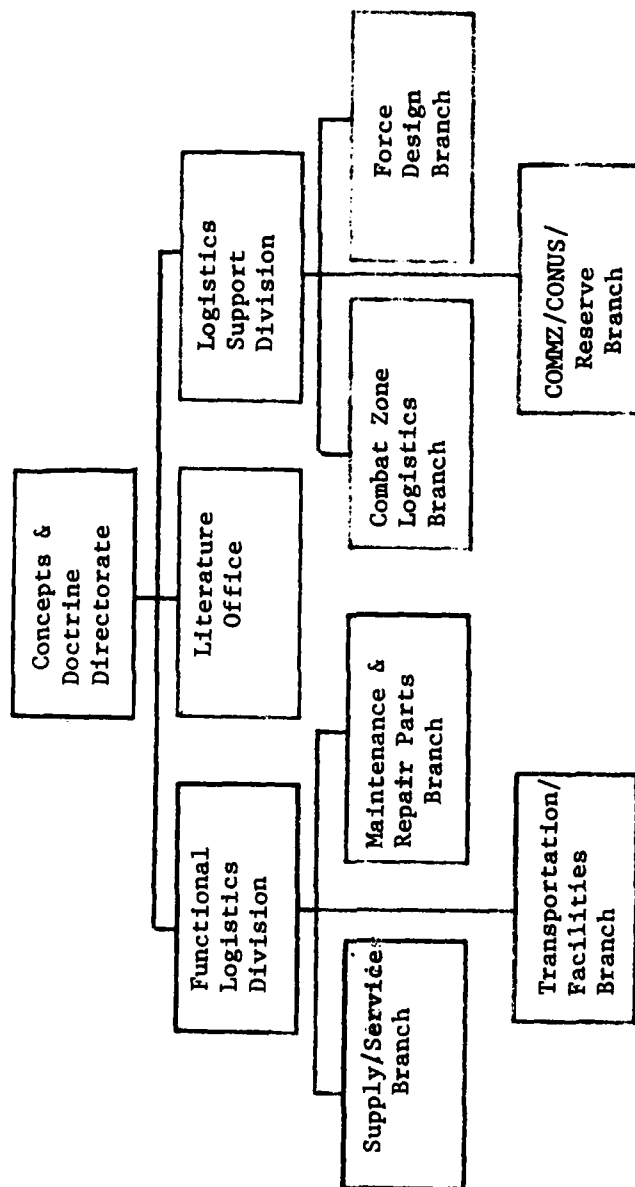 Concepts &
Doctrine
Directorate
Functional
Logistics
Division
Literature
Office
Logistics
Support
Division
Supply/Services
Branch
Maintenance &
Repair Parts
Branch
Combat Zone
Logistics
Branch
Force
Design
Branch
Transportation/
Facilities
Branch
COMMZ/CONUS/
Reserve
Branch